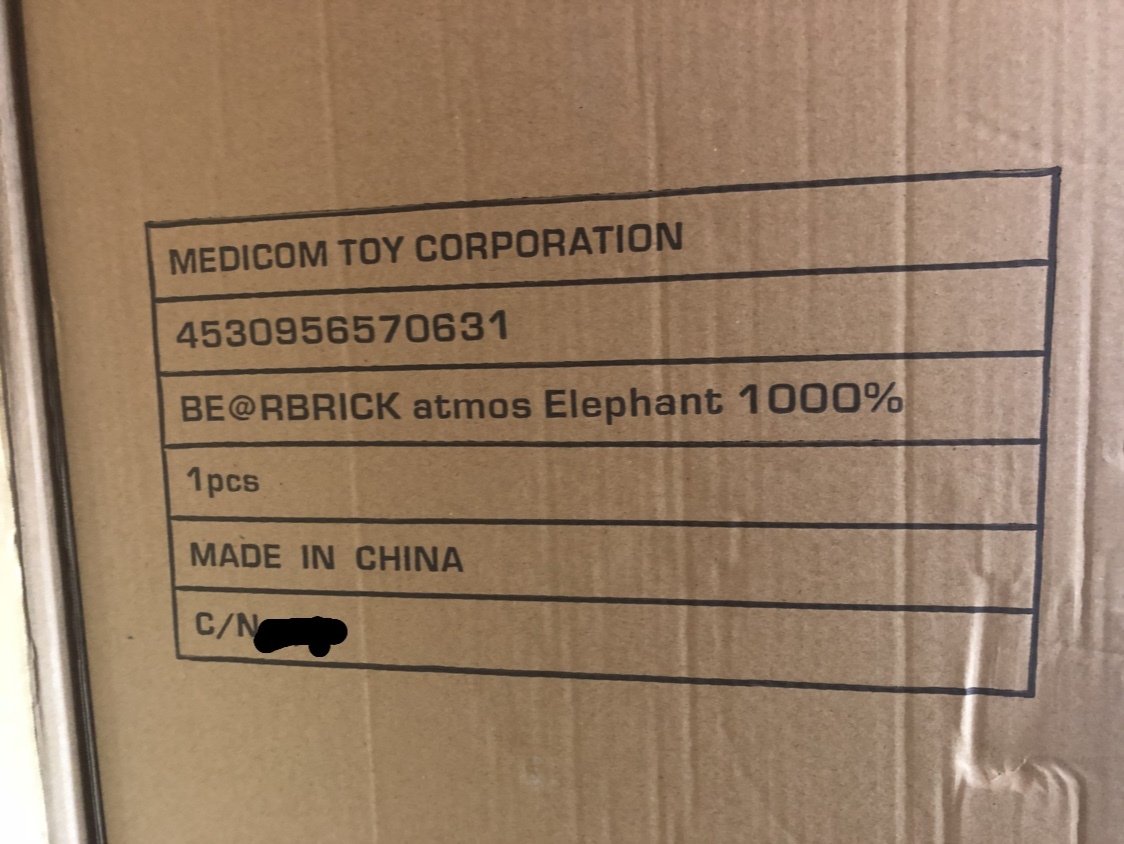 MEDICOM TOY CORPORATION
4530956570631
BE@RBRICK atmos Elephant 1000%
1pcs
MADE IN CHINA
C/N